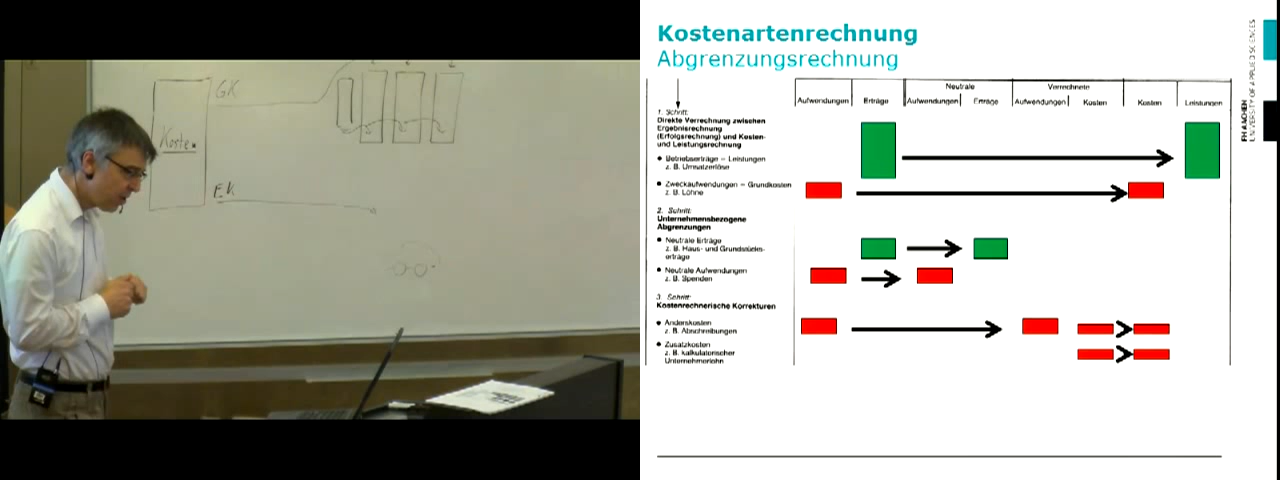 GK
Koste.
EK
Kostenartenrechnung
Abgrenzungsrechnung
Neutrale
Verrechnete
Aufwendungen Erträge Aufwendungen Erträge Aufwendungen Kosten Kosten Leistungen
1. Schritt:
Direkte Verrechnung zwischen
Ergebnisrechnung
(Erfolgsrechnung) und Kosten-
und Leistungsrechnung
• Betriebserträge – Leistungen
z. B. Umsatzerlöse
• Zweckaufwendungen – Grundkosten
z. B. Löhne
2. Schritt:
Unternehmensbezogene
Abgrenzungen
• Neutrale Erträge
z. B. Haus- und Grundstücks-
erträge
• Neutrale Aufwendungen
z. B. Spenden
3. Schritt:
Kostenrechnerische Korrekturen
• Anderskosten
z. B. Abschreibungen
• Zusatzkosten
z. B. kalkulatorischer
Unternehmerlohn
FH AACHEN
UNIVERSITY OF APPLIED SCIENCES